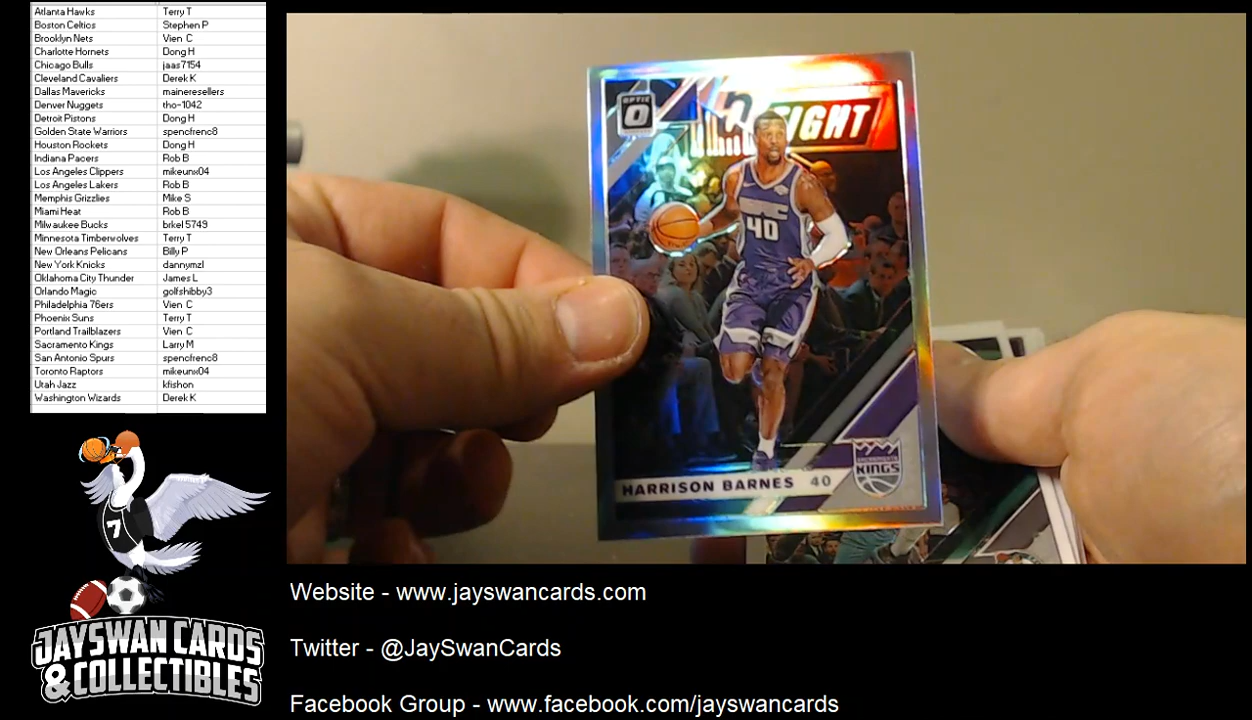 Atlanta Hawks Terry T
Boston Celtics Stephen P
Brooklyn Nets Vien C
Charlotte Hornets Dong H
Chicago Bulls jaas7154
Cleveland Cavaliers Derek K
Dallas Mavericks maineresellers
Denver Nuggets tho-1042
Detroit Pistons Dong H
Golden State Warriors spencfrenc8
Houston Rockets Dong H
Indiana Pacers Rob B
Los Angeles Clippers mikeunx04
Los Angeles Lakers Rob B
Memphis Grizzlies Mike S
Miami Heat Rob B
Milwaukee Bucks brkel5749
Minnesota Timberwolves Terry T
New Orleans Pelicans Billy P
New York Knicks dannymzl
Oklahoma City Thunder James L
Orlando Magic golfshibby3
Philadelphia 76ers Vien C
Phoenix Suns Terry T
Portland Trailblazers Vien C
Sacramento Kings Larry M
San Antonio Spurs spencfrenc8
Toronto Raptors mikeunx04
Utah Jazz kfishon
Washington Wizards Derek K
OPTIC
FIGHT
40
SACRAMENTO
KINGS
HARRISON BARNES 40
7
JAYSWAN CARDS
& COLLECTIBLES
Website - www.jayswancards.com
Twitter - @JaySwanCards
Facebook Group - www.facebook.com/jayswancards